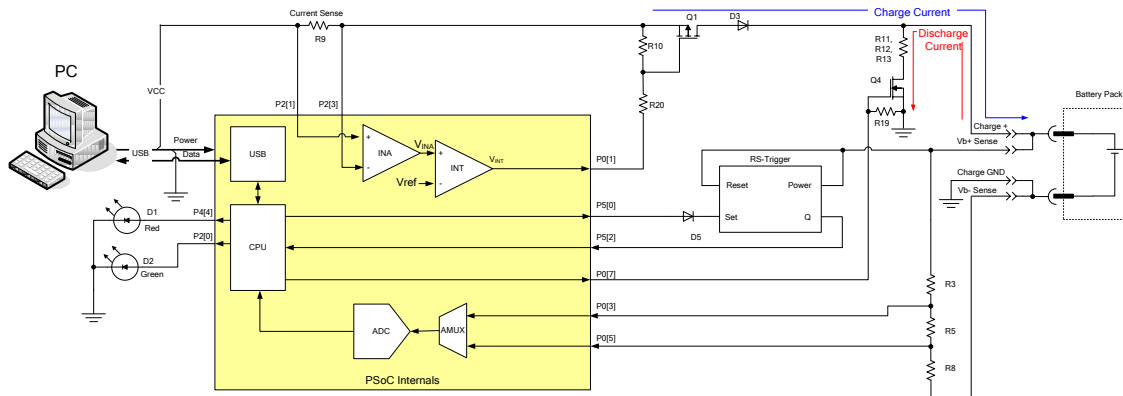 Current Sense
R9
Q1
D3
Charge Current
R10
R11,
R12,
R13
Discharge
Current
PC
VCC
P2[1]
P2[3]
Q4
R20
R19
Battery Pack
Power
USB
Data
USB
+
-
INA
VINA
Vref
+
-
INT
VINT
P0[1]
Charge +
Vb+ Sense
RS-Trigger
Reset
Power
Set
Q
Charge GND
Vb- Sense
D1
Red
P4[4]
P2[0]
D2
Green
CPU
P5[0]
D5
P5[2]
P0[7]
R3
P0[3]
ADC
AMUX
R5
P0[5]
R8
PSoC Internals